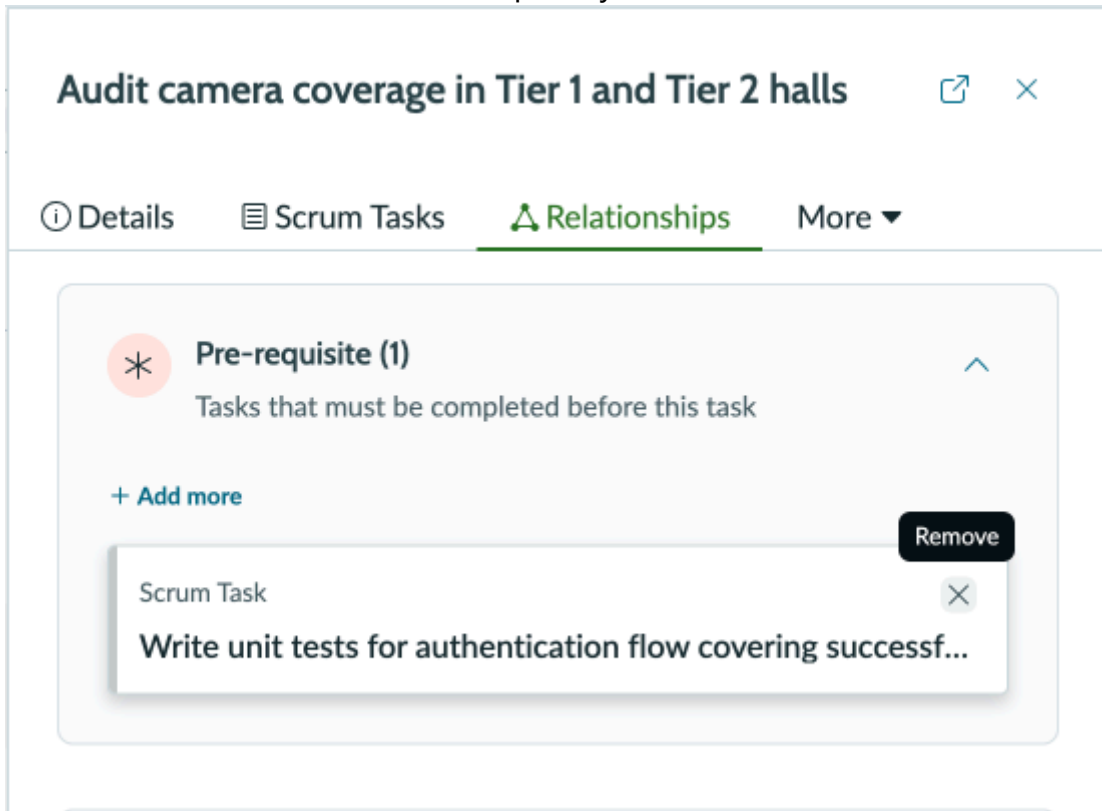 Audit camera coverage in Tier 1 and Tier 2 halls
Details Scrum Tasks Relationships More
Pre-requisite (1)
Tasks that must be completed before this task
+ Add more
Remove
Scrum Task
Write unit tests for authentication flow covering successf...